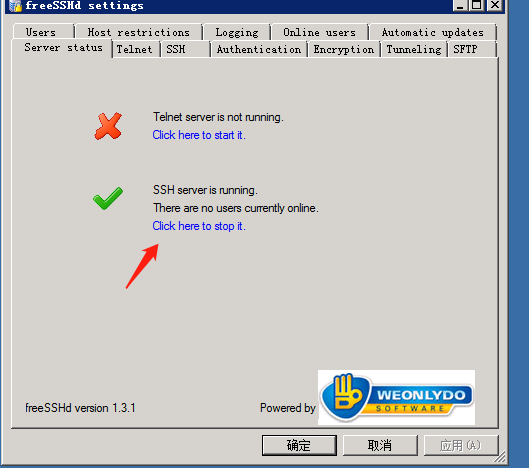 freeSSHd settings
Users Host restrictions Logging Online users Automatic updates
Server status Telnet SSH Authentication Encryption Tunneling SFTP
Telnet server is not running.
Click here to start it.
SSH server is running.
There are no users currently online.
Click here to stop it.
freeSSHd version 1.3.1 Powered by WEONLYDO
SOFTWARE
确定 取消 应用(A)